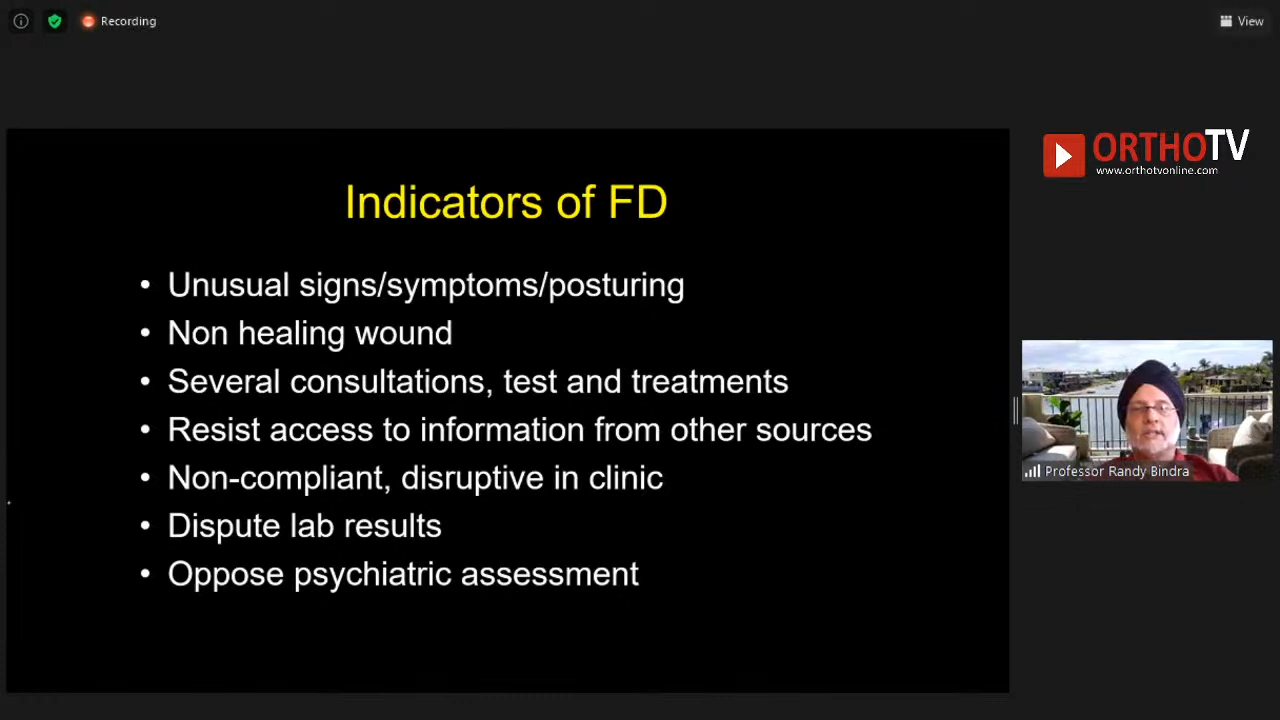 Recording
View
ORTHOTV
www.orthotvonline.com
Indicators of FD
• Unusual signs/symptoms/posturing
• Non healing wound
• Several consultations, test and treatments
• Resist access to information from other sources
• Non-compliant, disruptive in clinic
• Dispute lab results
• Oppose psychiatric assessment
Professor Randy Bindra